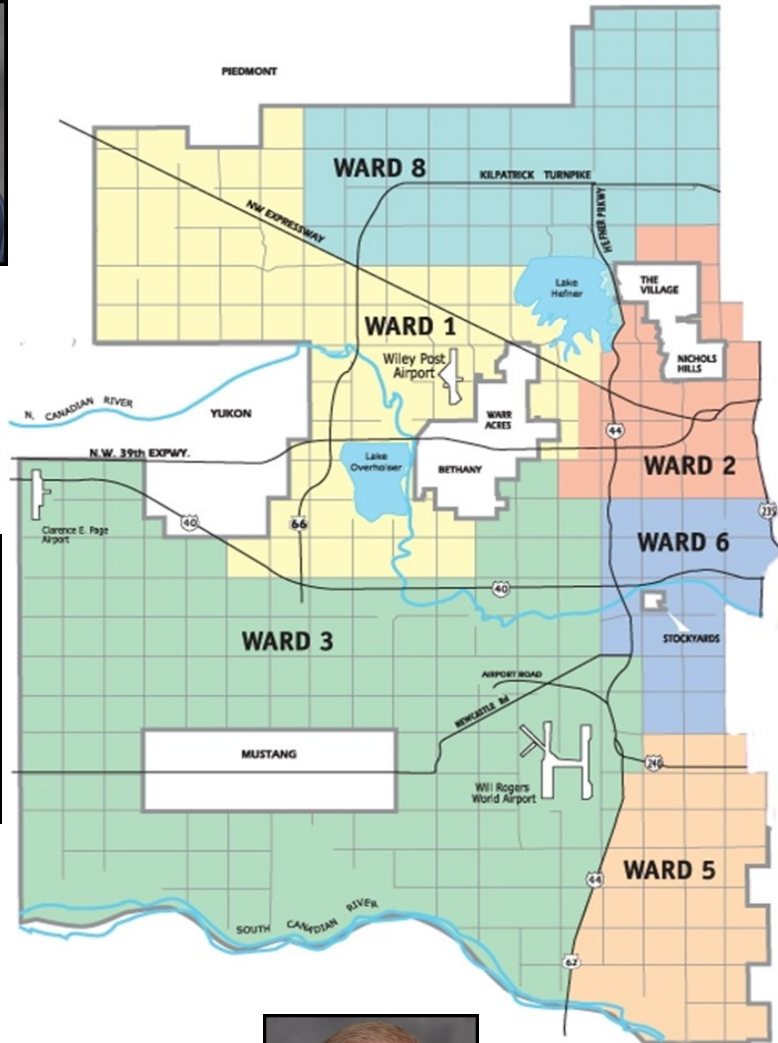 PIEDMONT
WARD 8
KILPATRICK TURNPIKE
HEFNER PRKWY
NW EXPRESSWAY
Lake
Hefner
THE
VILLAGE
WARD 1
Wiley Post
Airport
NICHOLS
HILLS
N. CANADIAN RIVER
YUKON
WARR
ACRES
44
N.W. 39th EXPWY.
Lake
Overholser
BETHANY
WARD 2
40
66
235
Clarence E. Page
Airport
WARD 6
40
WARD 3
STOCKYARDS
AIRPORT ROAD
NEWCASTLE Rd
MUSTANG
240
Will Rogers
World Airport
WARD 5
44
SOUTH CANADIAN RIVER
62